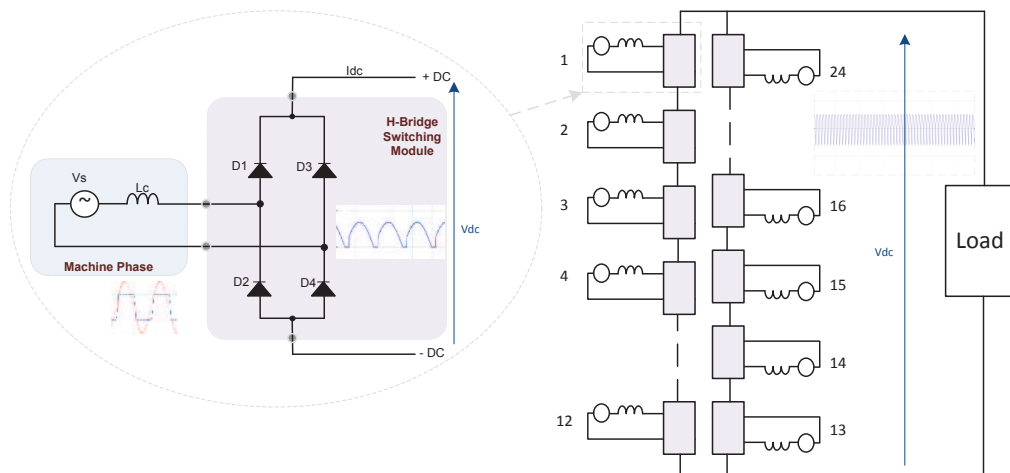 Idc
+ DC
H-Bridge
Switching
Module
D1
D3
Vs
Lc
~
Vdc
Machine Phase
D2
D4
- DC
1
2
3
4
12
24
16
15
14
13
Vdc
Load